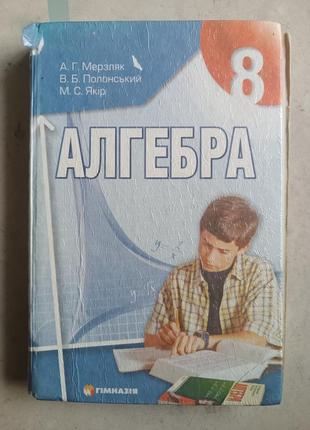 А. Г. Мерзляк
В. Б. Полонський
М. С. Якір
8
АЛГЕБРА
ГІМНАЗІЯ